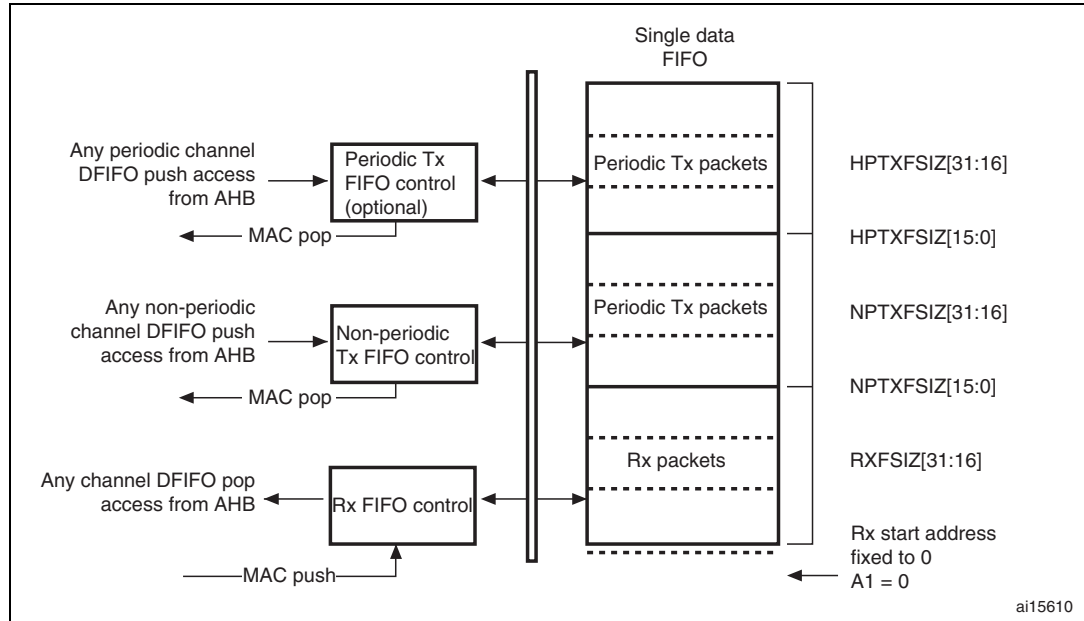 Single data
FIFO
Any periodic channel
DFIFO push access
from AHB
Periodic Tx
FIFO control
(optional)
MAC pop
Periodic Tx packets
HPTXFSIZ[31:16]
HPTXFSIZ[15:0]
Any non-periodic
channel DFIFO push
access from AHB
Non-periodic
Tx FIFO control
MAC pop
Periodic Tx packets
NPTXFSIZ[31:16]
NPTXFSIZ[15:0]
Any channel DFIFO pop
access from AHB
Rx FIFO control
MAC push
Rx packets
RXFSIZ[31:16]
Rx start address
fixed to 0
A1 = 0
ai15610